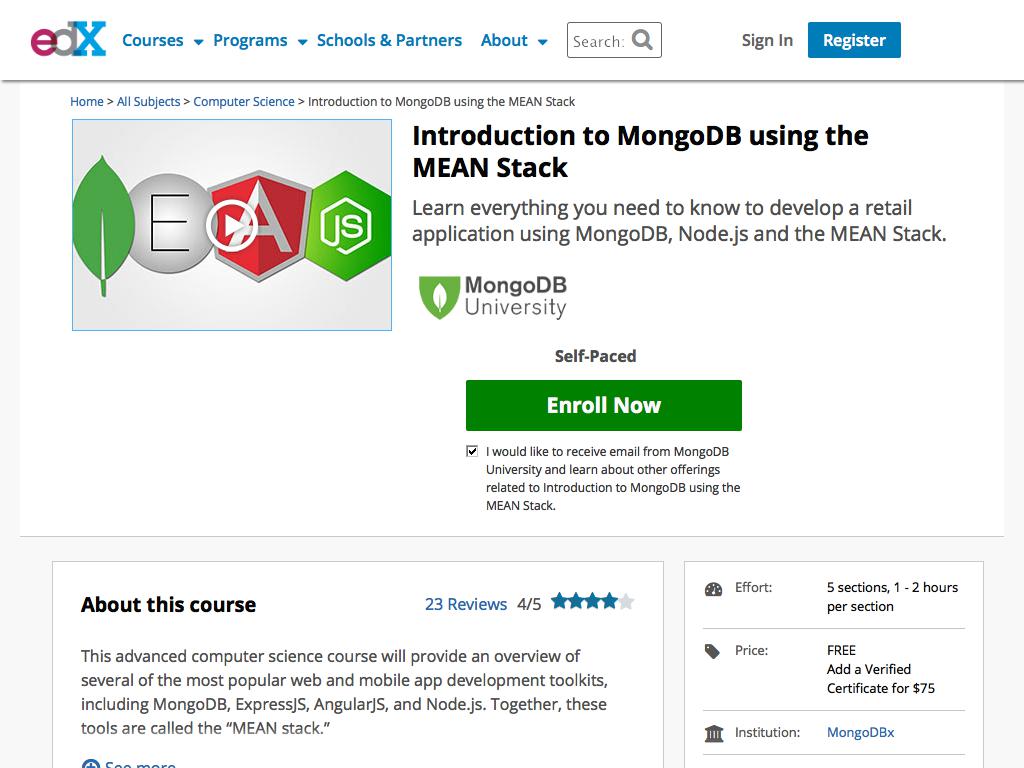 edX
Courses
Programs
Schools & Partners
About
Search:
Sign In
Register
Home > All Subjects > Computer Science > Introduction to MongoDB using the MEAN Stack
E A JS
Introduction to MongoDB using the
MEAN Stack
Learn everything you need to know to develop a retail
application using MongoDB, Node.js and the MEAN Stack.
MongoDB
University
Self-Paced
Enroll Now
I would like to receive email from MongoDB
University and learn about other offerings
related to Introduction to MongoDB using the
MEAN Stack.
About this course
23 Reviews 4/5
This advanced computer science course will provide an overview of
several of the most popular web and mobile app development toolkits,
including MongoDB, ExpressJS, AngularJS, and Node.js. Together, these
tools are called the “MEAN stack.”
See more
Effort:
5 sections, 1 - 2 hours
per section
Price:
FREE
Add a Verified
Certificate for $75
Institution:
MongoDBx